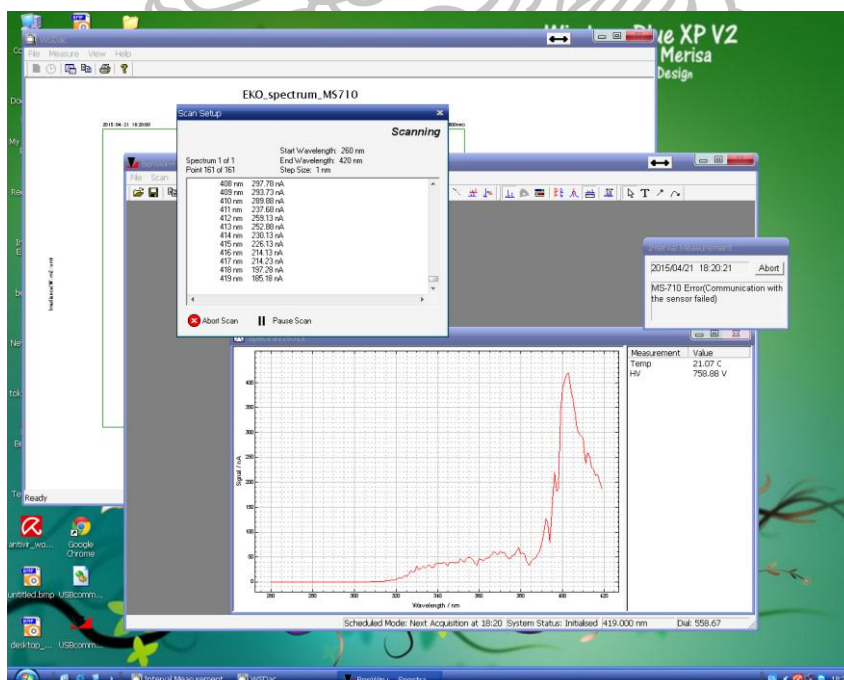 ue XP V2
Merisa
Design
File Measure View Help
EKO_spectrum_MS710
2015-04-21 18:20:00
Scan Setup
Scanning
Spectrum 1 of 1
Point 161 of 161
Start Wavelength: 260 nm
End Wavelength: 420 nm
Step Size: 1 nm
408 nm 297.78 nA
409 nm 293.73 nA
410 nm 289.88 nA
411 nm 237.68 nA
412 nm 259.13 nA
413 nm 252.88 nA
414 nm 230.13 nA
415 nm 226.13 nA
416 nm 214.13 nA
417 nm 214.23 nA
418 nm 197.28 nA
419 nm 185.18 nA
Abort Scan
Pause Scan
File Scan
2015/04/21 18:20:21
Abort
MS-710 Error(Communication with
the sensor failed)
Measurement Value
Temp 21.07 C
HV 758.88 V
Signal / nA
Wavelength / nm
Ready
Scheduled Mode: Next Acquisition at 18:20 System Status: Initialised 419.000 nm Dial: 558.67
antivir_wo...
Google
Chrome
untitled.bmp
USBcomm...
desktop_...
USBcomm...
Interval Measurement
WSDac